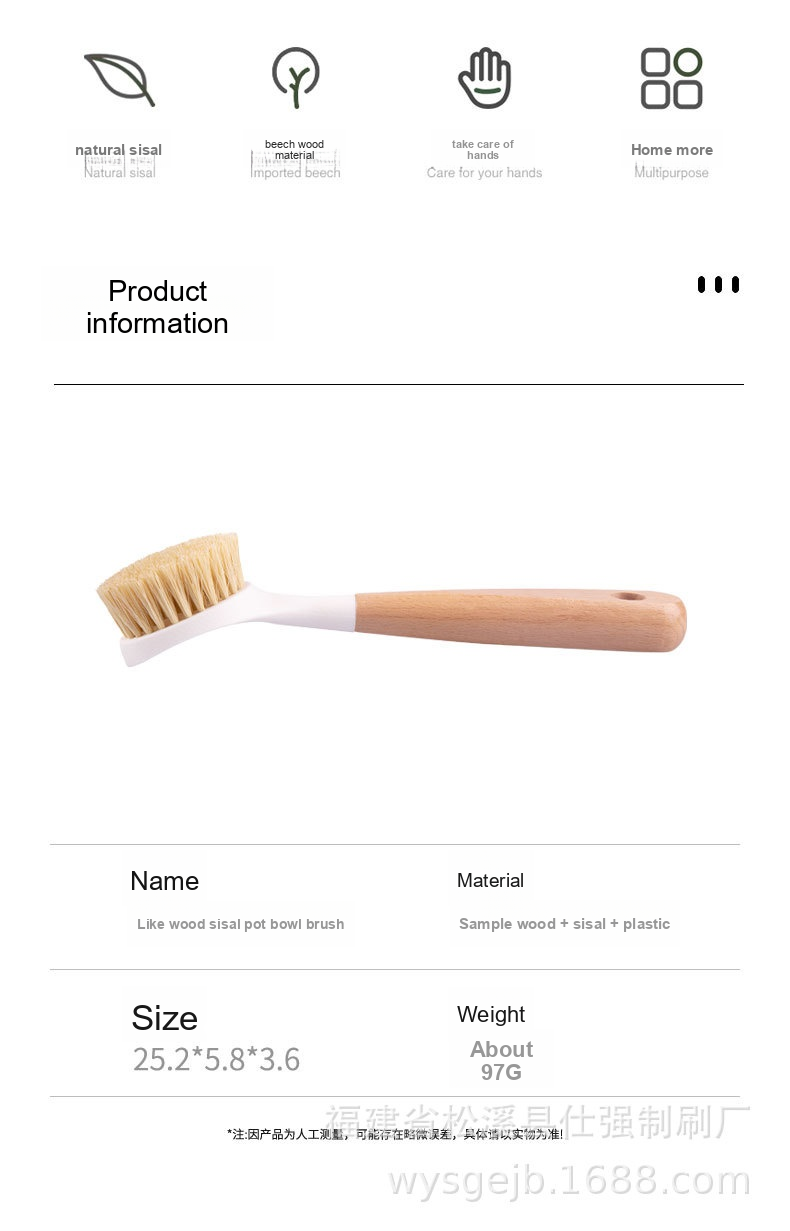 natural sisal
beech wood
material
take care of
hands
Home more
Natural sisal
Imported beech
Care for your hands
Multipurpose
Product
information
Name
Material
Like wood sisal pot bowl brush
Sample wood + sisal + plastic
Size
Weight
25.2*5.8*3.6
About
97G
福建省松溪县仕强制刷厂
*注:因产品为人工测量，可能存在略微误差，具体请以实物为准!
wysgejb.1688.com